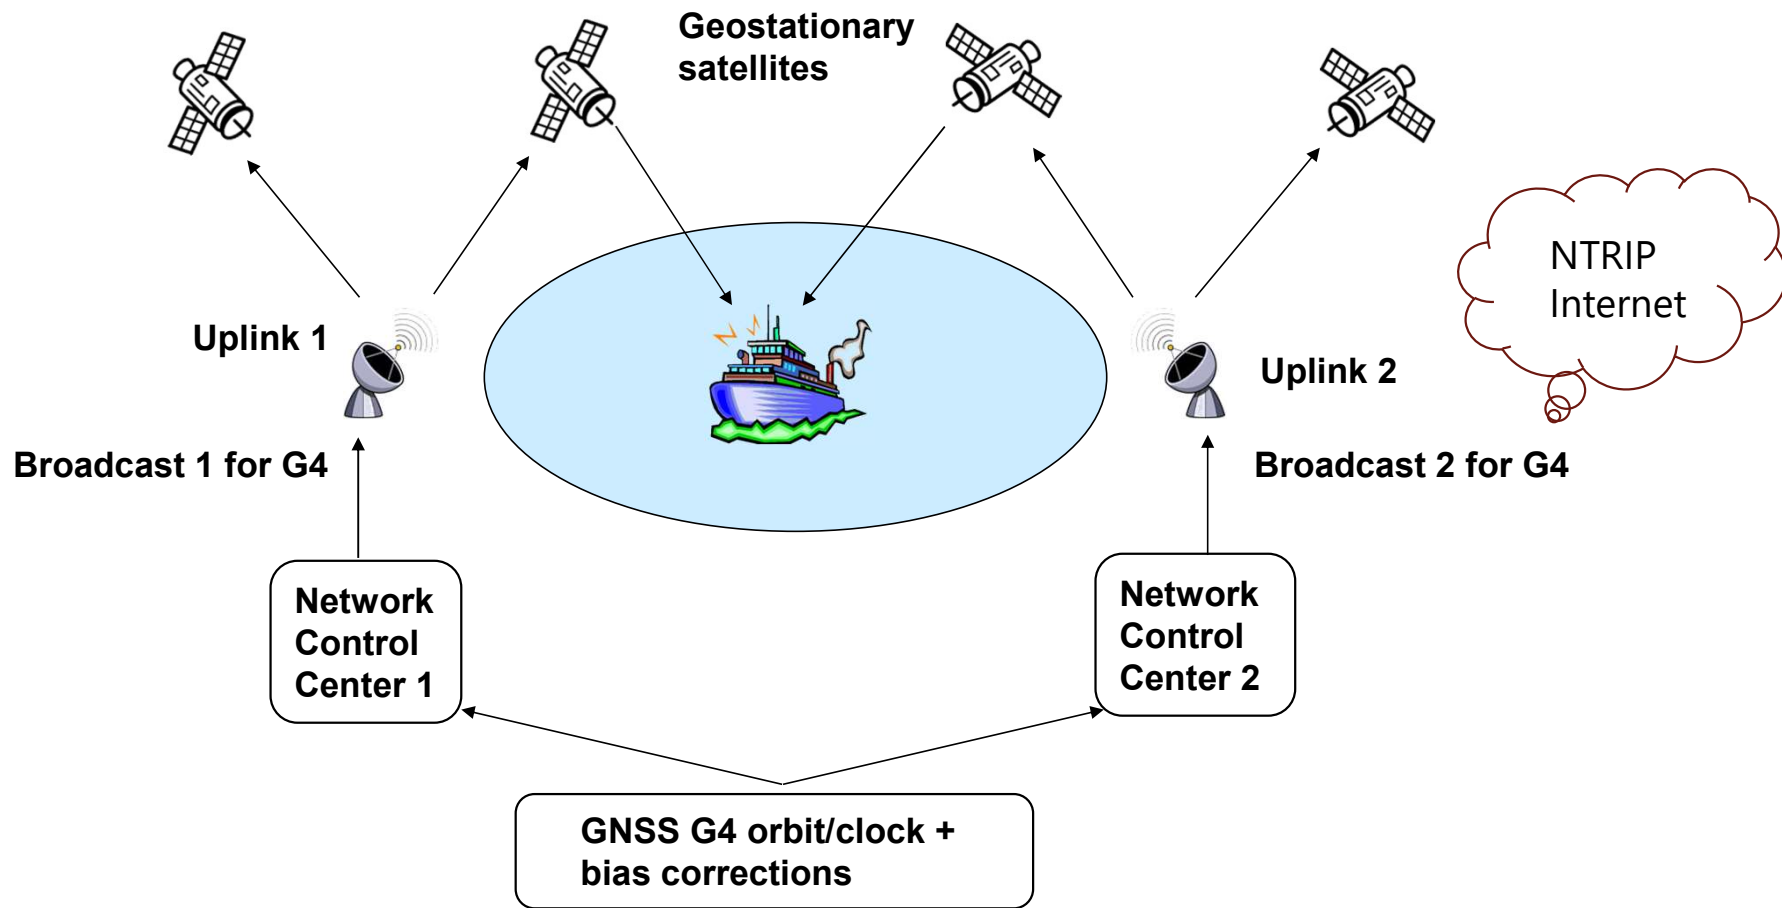 Geostationary
satellites
NTRIP
Internet
Uplink 1
Uplink 2
Broadcast 1 for G4
Broadcast 2 for G4
Network
Control
Center 1
Network
Control
Center 2
GNSS G4 orbit/clock +
bias corrections